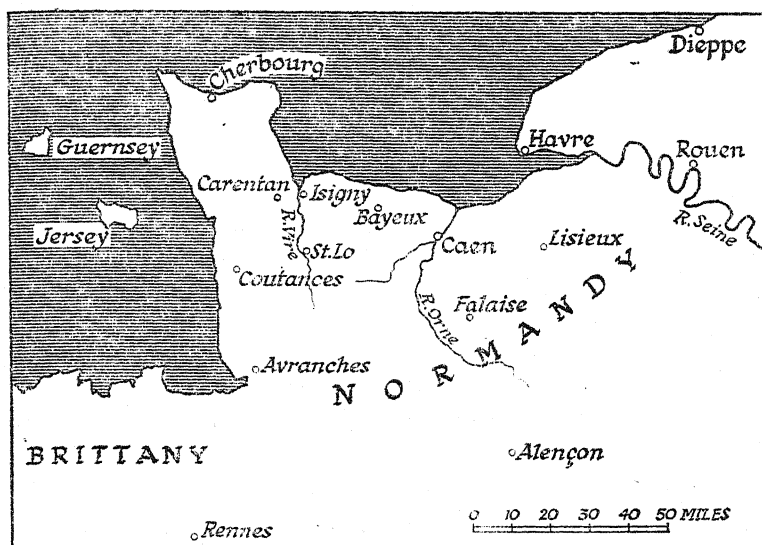 Dieppe
Cherbourg
Havre
Guernsey
Rouen
Carentan
Isigny
Bayeux
R. Vire
R. Seine
Jersey
St. Lo
Caen
Lisieux
Coutances
R. Orne
Falaise
Avranches
NORMANDY
BRITTANY
Alençon
0 10 20 30 40 50 MILES
Rennes